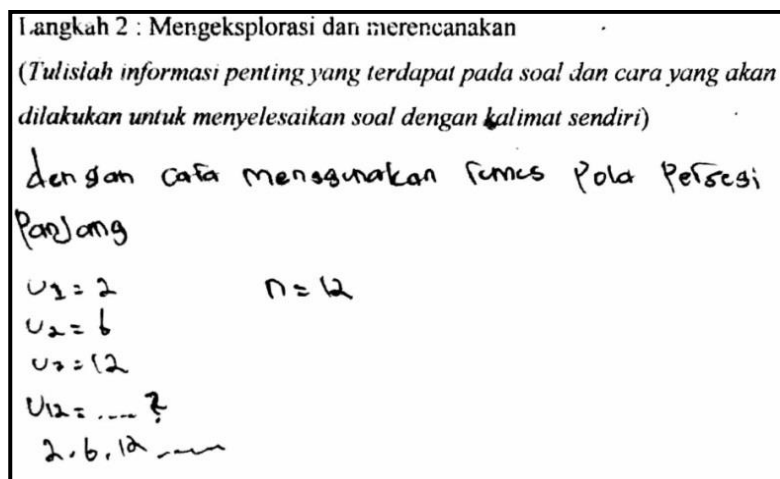 Langkah 2 : Mengeksplorasi dan merencanakan
(Tulislah informasi penting yang terdapat pada soal dan cara yang akan
dilakukan untuk menyelesaikan soal dengan kalimat sendiri)
dengan cara menggunakan rumus Pola Persegi
Panjang
U1 = 2 n = 12
U2 = 6
U3 = 12
U12 = .... ?
2, 6, 12 ......